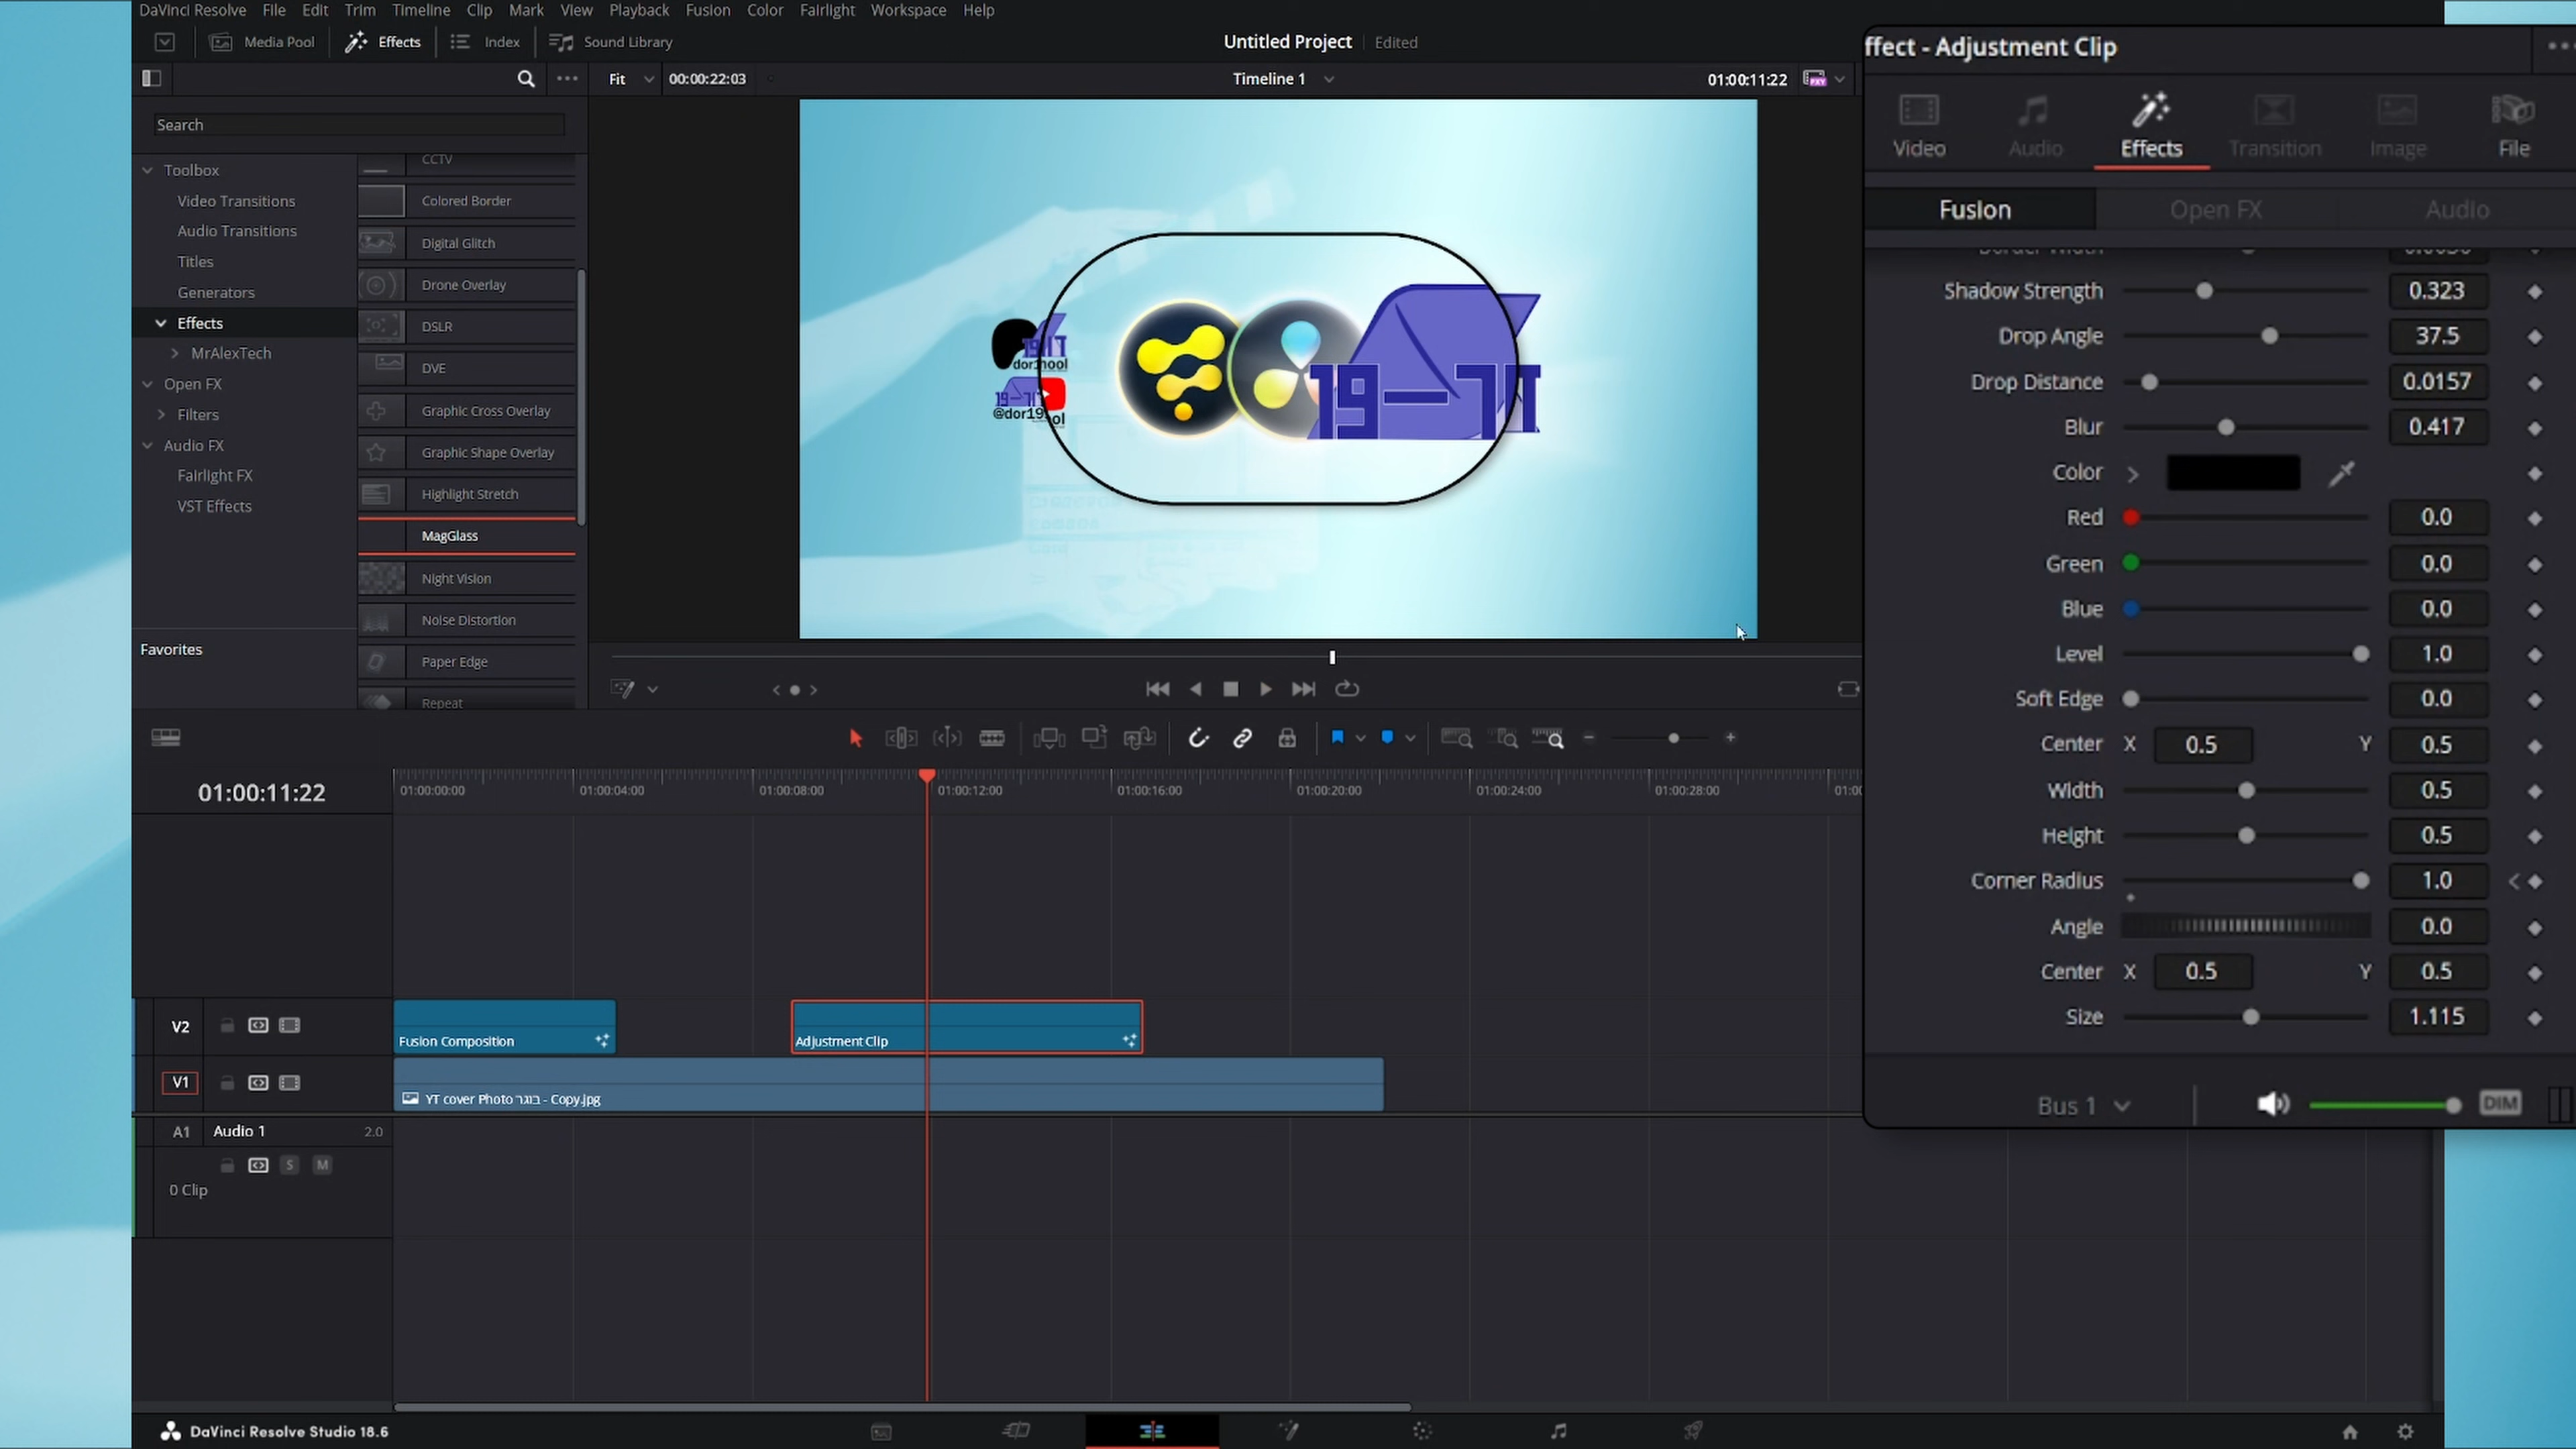 DaVinci Resolve File Edit Trim Timeline Clip Mark View Playback Fusion Color Fairlight Workspace Help
Media Pool Effects Index Sound Library
Untitled Project Edited
Fit 00:00:22:03 Timeline 1 01:00:11:22
Search
Toolbox
Video Transitions
Audio Transitions
Titles
Generators
Effects
MrAlexTech
Open FX
Filters
Audio FX
Fairlight FX
VST Effects
Favorites
CCTV
Colored Border
Digital Glitch
Drone Overlay
DSLR
DVE
Graphic Cross Overlay
Graphic Shape Overlay
Highlight Stretch
MagGlass
Night Vision
Noise Distortion
Paper Edge
Repeat
ffect - Adjustment Clip
Video Audio Effects Transition Image File
Fusion Open FX Audio
Border Width
Shadow Strength 0.323
Drop Angle 37.5
Drop Distance 0.0157
Blur 0.417
Color
Red 0.0
Green 0.0
Blue 0.0
Level 1.0
Soft Edge 0.0
Center X 0.5 Y 0.5
Width 0.5
Height 0.5
Corner Radius 1.0
Angle 0.0
Center X 0.5 Y 0.5
Size 1.115
Bus 1 DIM
01:00:11:22
01:00:00:00 01:00:04:00 01:00:08:00 01:00:12:00 01:00:16:00 01:00:20:00 01:00:24:00 01:00:28:00 01:00
V2
Fusion Composition Adjustment Clip
V1
YT cover Photo בוגר - Copy.jpg
A1 Audio 1 2.0
S M
0 Clip
DaVinci Resolve Studio 18.6